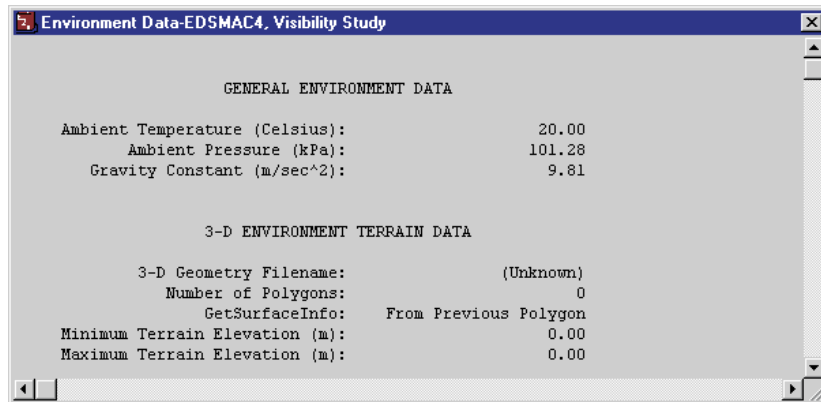 Environment Data-EDSMAC4, Visibility Study
GENERAL ENVIRONMENT DATA
Ambient Temperature (Celsius): 20.00
Ambient Pressure (kPa): 101.28
Gravity Constant (m/sec^2): 9.81
3-D ENVIRONMENT TERRAIN DATA
3-D Geometry Filename: (Unknown)
Number of Polygons: 0
GetSurfaceInfo: From Previous Polygon
Minimum Terrain Elevation (m): 0.00
Maximum Terrain Elevation (m): 0.00